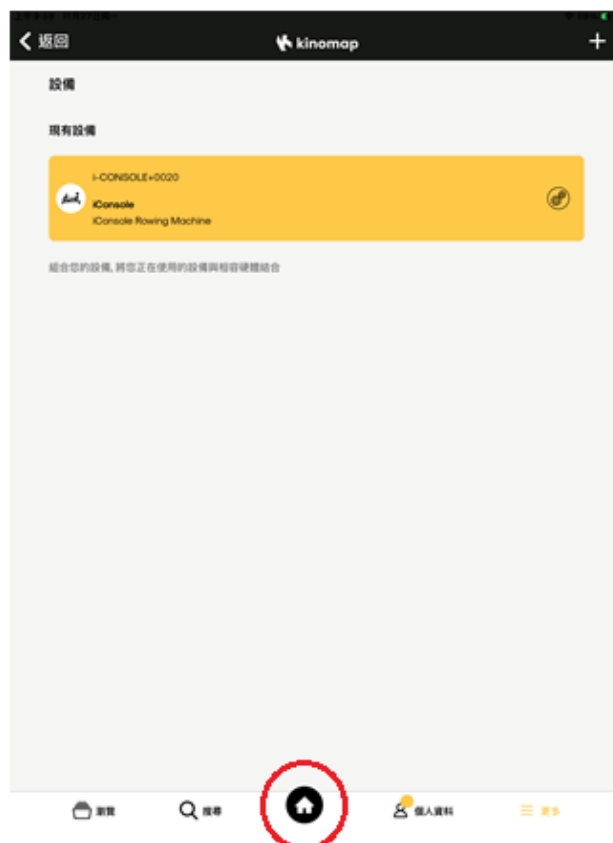 返回
kinomap
設備
現有設備
i-CONSOLE+0020
iConsole
iConsole Rowing Machine
組合您的設備, 將您正在使用的設備與相容硬體結合
瀏覽
搜尋
個人資料
更多